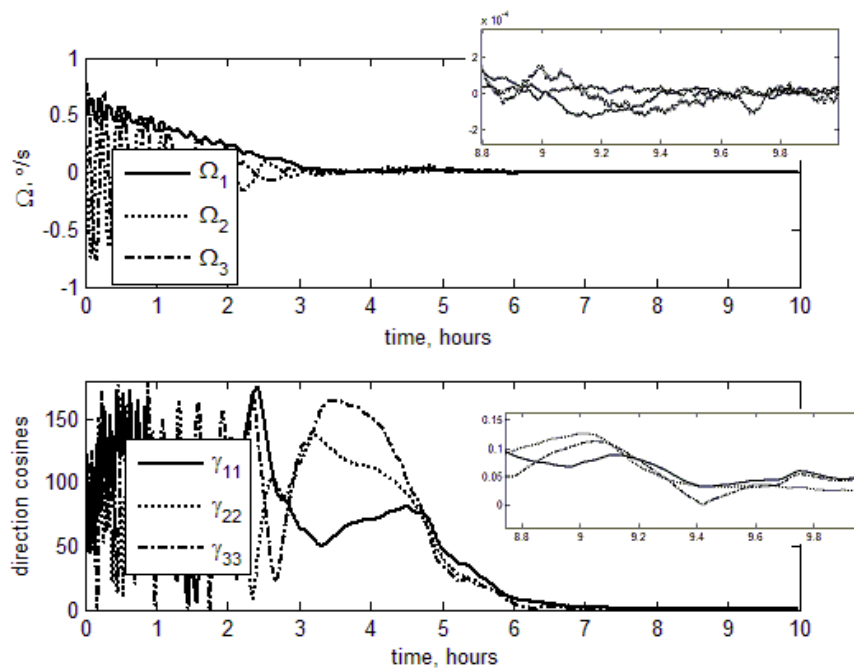 x 10⁻⁴
2
0
-2
8.8 9 9.2 9.4 9.6 9.8
1
0.5
0
-0.5
-1
Ω, º/s
Ω₁
Ω₂
Ω₃
0 1 2 3 4 5 6 7 8 9 10
time, hours
150
100
50
0
direction cosines
γ₁₁
γ₂₂
γ₃₃
0.15
0.1
0.05
0
8.8 9 9.2 9.4 9.6 9.8
0 1 2 3 4 5 6 7 8 9 10
time, hours